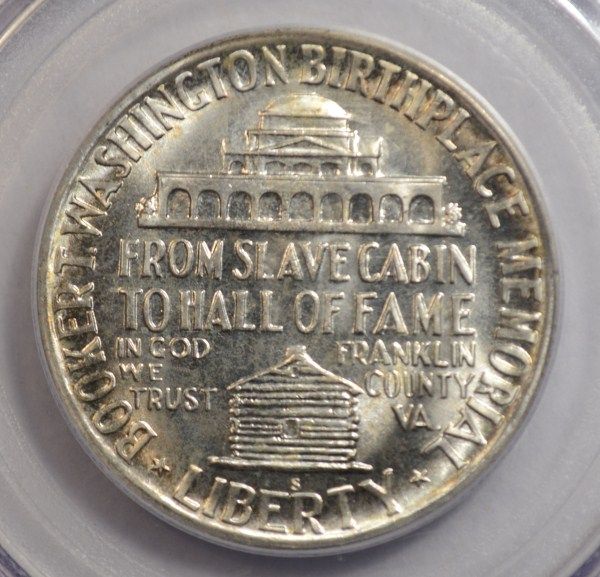 BOOKER T. WASHINGTON BIRTHPLACE MEMORIAL
FROM SLAVE CABIN
TO HALL OF FAME
IN GOD
WE
TRUST
FRANKLIN
COUNTY
VA.
S
LIBERTY